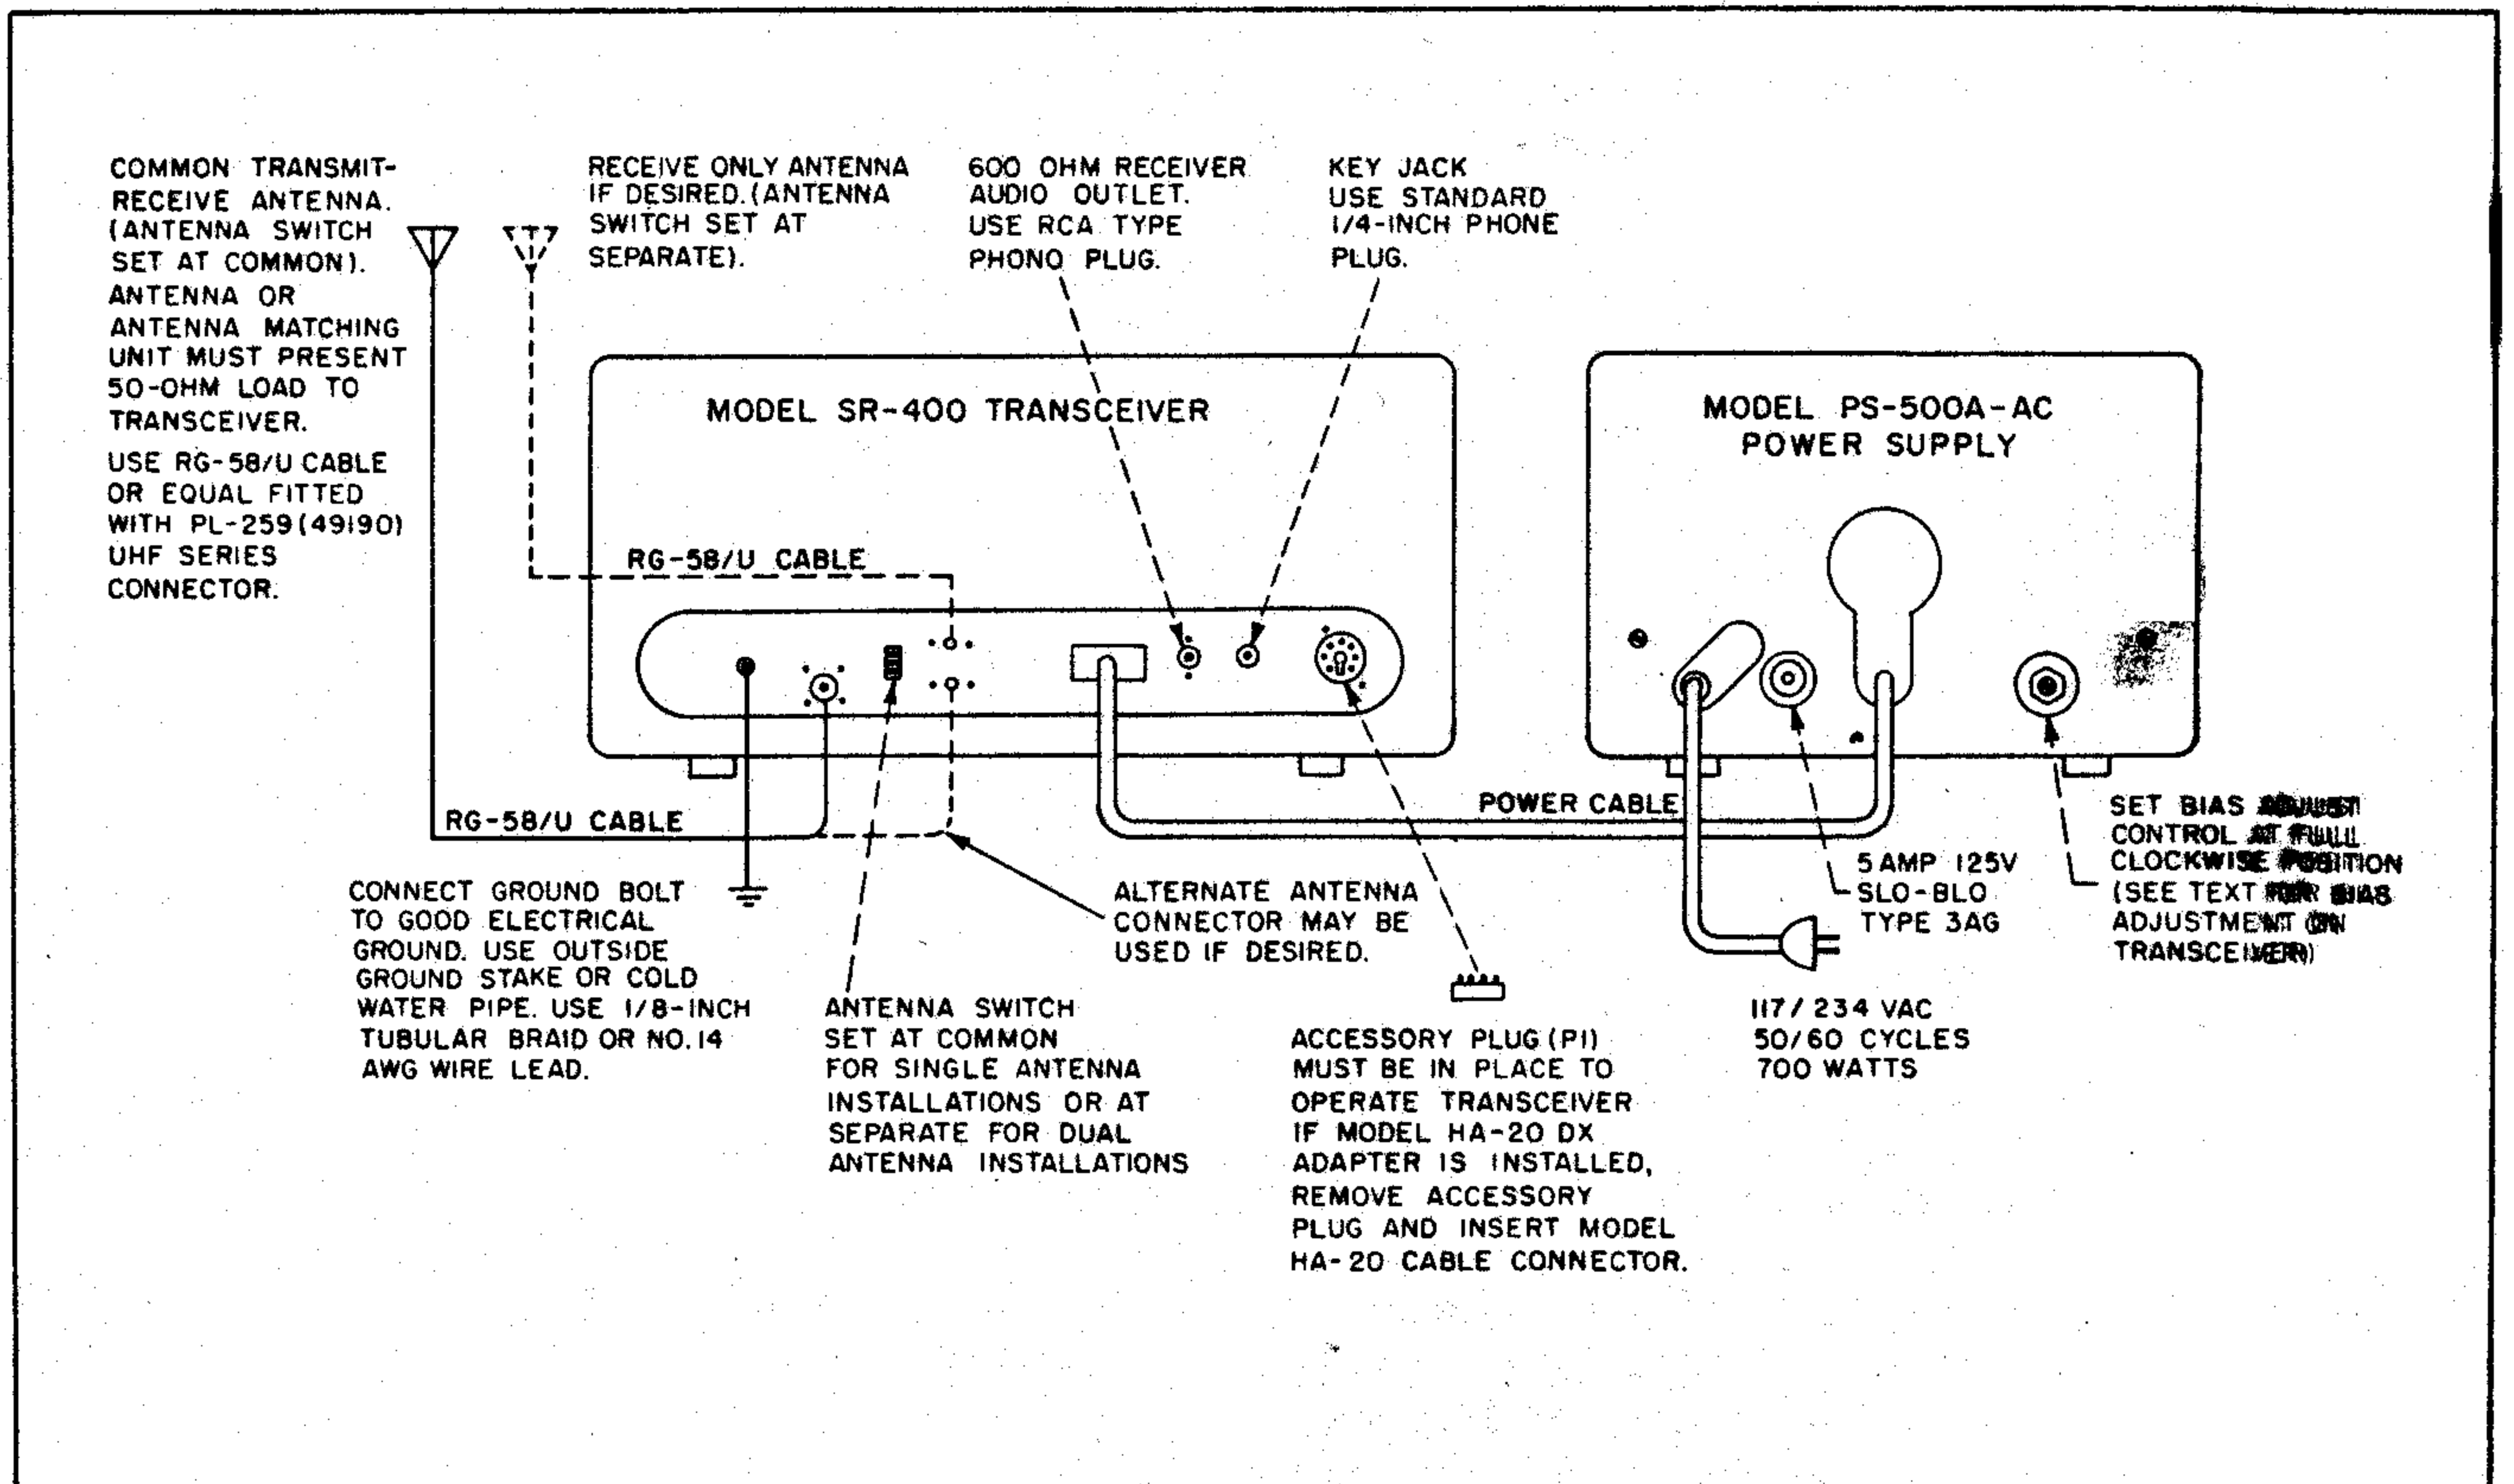 COMMON TRANSMIT-
RECEIVE ANTENNA.
(ANTENNA SWITCH
SET AT COMMON).
ANTENNA OR
ANTENNA MATCHING
UNIT MUST PRESENT
50-OHM LOAD TO
TRANSCEIVER.
USE RG-58/U CABLE
OR EQUAL FITTED
WITH PL-259(49190)
UHF SERIES
CONNECTOR.
RECEIVE ONLY ANTENNA
IF DESIRED.(ANTENNA
SWITCH SET AT
SEPARATE).
600 OHM RECEIVER
AUDIO OUTLET.
USE RCA TYPE
PHONO PLUG.
KEY JACK
USE STANDARD
1/4-INCH PHONE
PLUG.
MODEL SR-400 TRANSCEIVER
MODEL PS-500A-AC
POWER SUPPLY
RG-58/U CABLE
RG-58/U CABLE
POWER CABLE
CONNECT GROUND BOLT
TO GOOD ELECTRICAL
GROUND. USE OUTSIDE
GROUND STAKE OR COLD
WATER PIPE. USE 1/8-INCH
TUBULAR BRAID OR NO.14
AWG WIRE LEAD.
ANTENNA SWITCH
SET AT COMMON
FOR SINGLE ANTENNA
INSTALLATIONS OR AT
SEPARATE FOR DUAL
ANTENNA INSTALLATIONS
ALTERNATE ANTENNA
CONNECTOR MAY BE
USED IF DESIRED.
ACCESSORY PLUG (P1)
MUST BE IN PLACE TO
OPERATE TRANSCEIVER
IF MODEL HA-20 DX
ADAPTER IS INSTALLED,
REMOVE ACCESSORY
PLUG AND INSERT MODEL
HA-20 CABLE CONNECTOR.
5 AMP 125V
SLO-BLO
TYPE 3AG
117/234 VAC
50/60 CYCLES
700 WATTS
SET BIAS ADJUST
CONTROL AT FULL
CLOCKWISE POSITION
(SEE TEXT FOR BIAS
ADJUSTMENT ON
TRANSCEIVER)